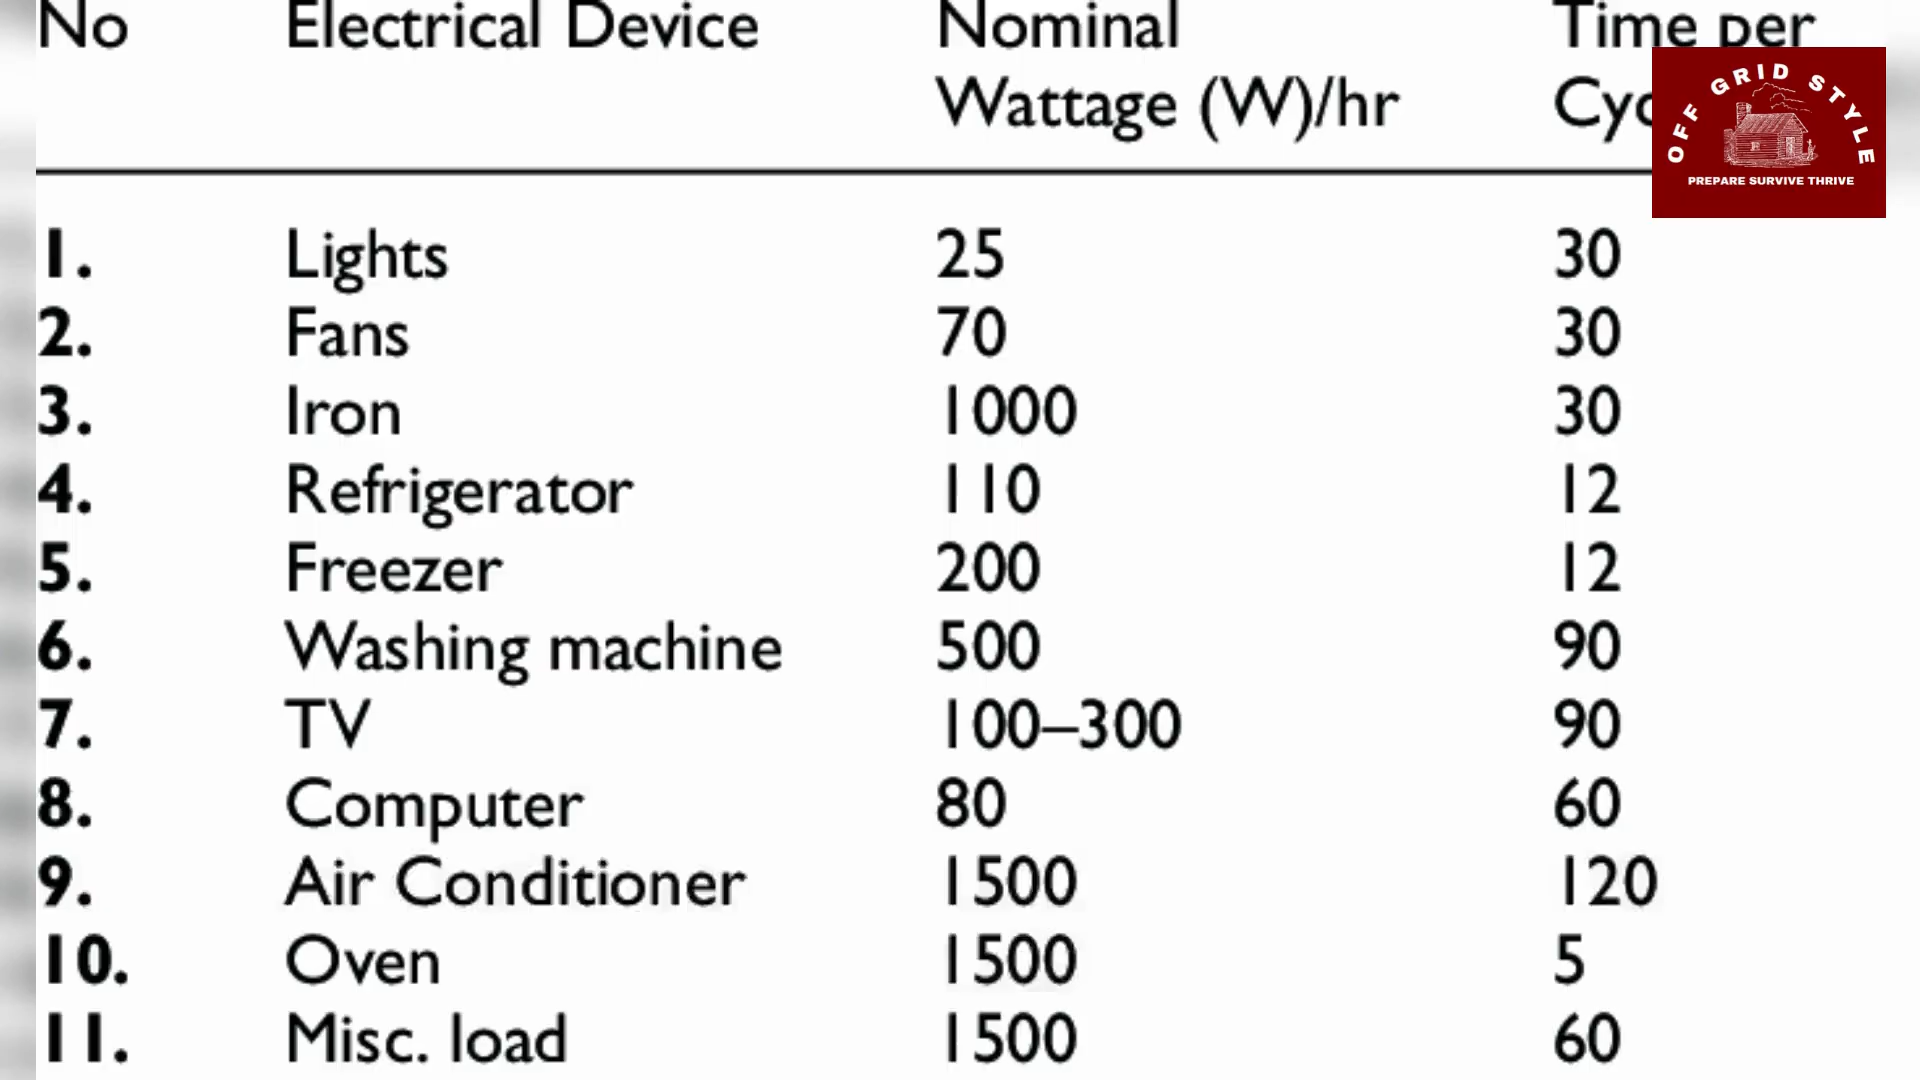 No Electrical Device Nominal Time per
Wattage (W)/hr Cyc
OFF GRID STYLE
PREPARE SURVIVE THRIVE
1. Lights 25 30
2. Fans 70 30
3. Iron 1000 30
4. Refrigerator 110 12
5. Freezer 200 12
6. Washing machine 500 90
7. TV 100–300 90
8. Computer 80 60
9. Air Conditioner 1500 120
10. Oven 1500 5
11. Misc. load 1500 60